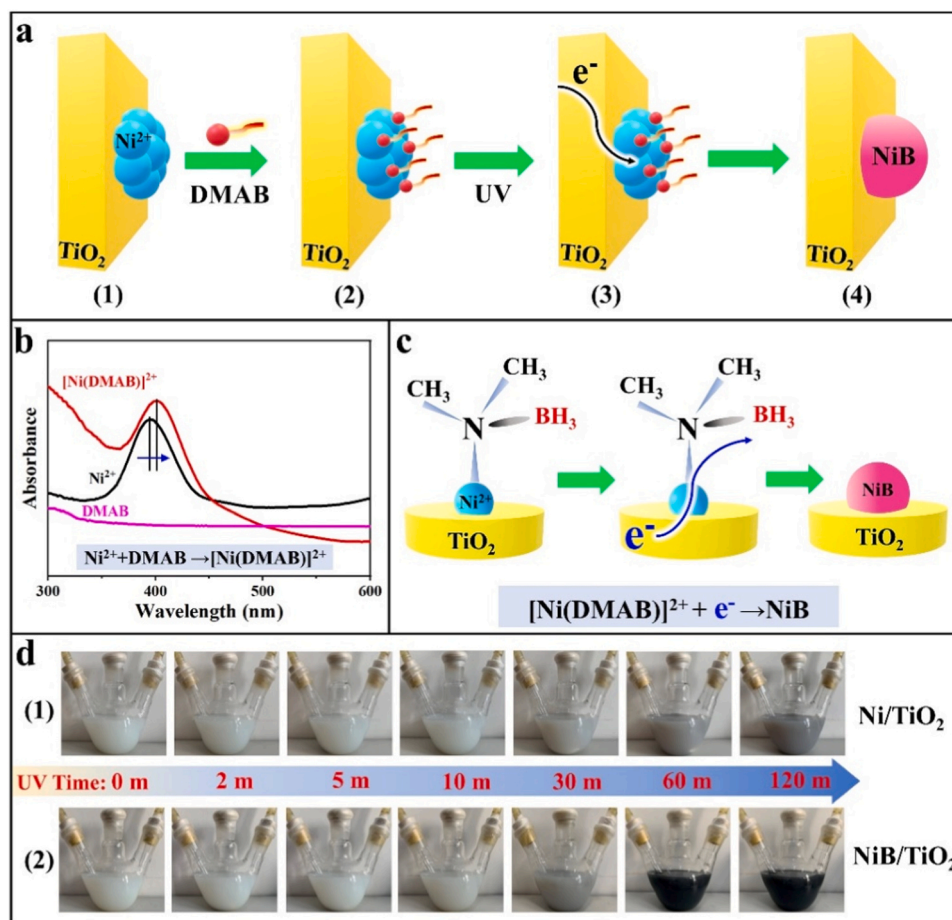 a
Ni²⁺
DMAB
UV
e⁻
NiB
TiO₂
TiO₂
TiO₂
TiO₂
(1)
(2)
(3)
(4)
b
[Ni(DMAB)]²⁺
Ni²⁺
DMAB
Ni²⁺+DMAB→[Ni(DMAB)]²⁺
Absorbance
300
400
500
600
Wavelength (nm)
c
CH₃
CH₃
N
BH₃
Ni²⁺
TiO₂
CH₃
CH₃
N
BH₃
e⁻
NiB
TiO₂
[Ni(DMAB)]²⁺ + e⁻→NiB
d
(1)
Ni/TiO₂
UV Time: 0 m 2 m 5 m 10 m 30 m 60 m 120 m
(2)
NiB/TiO₂